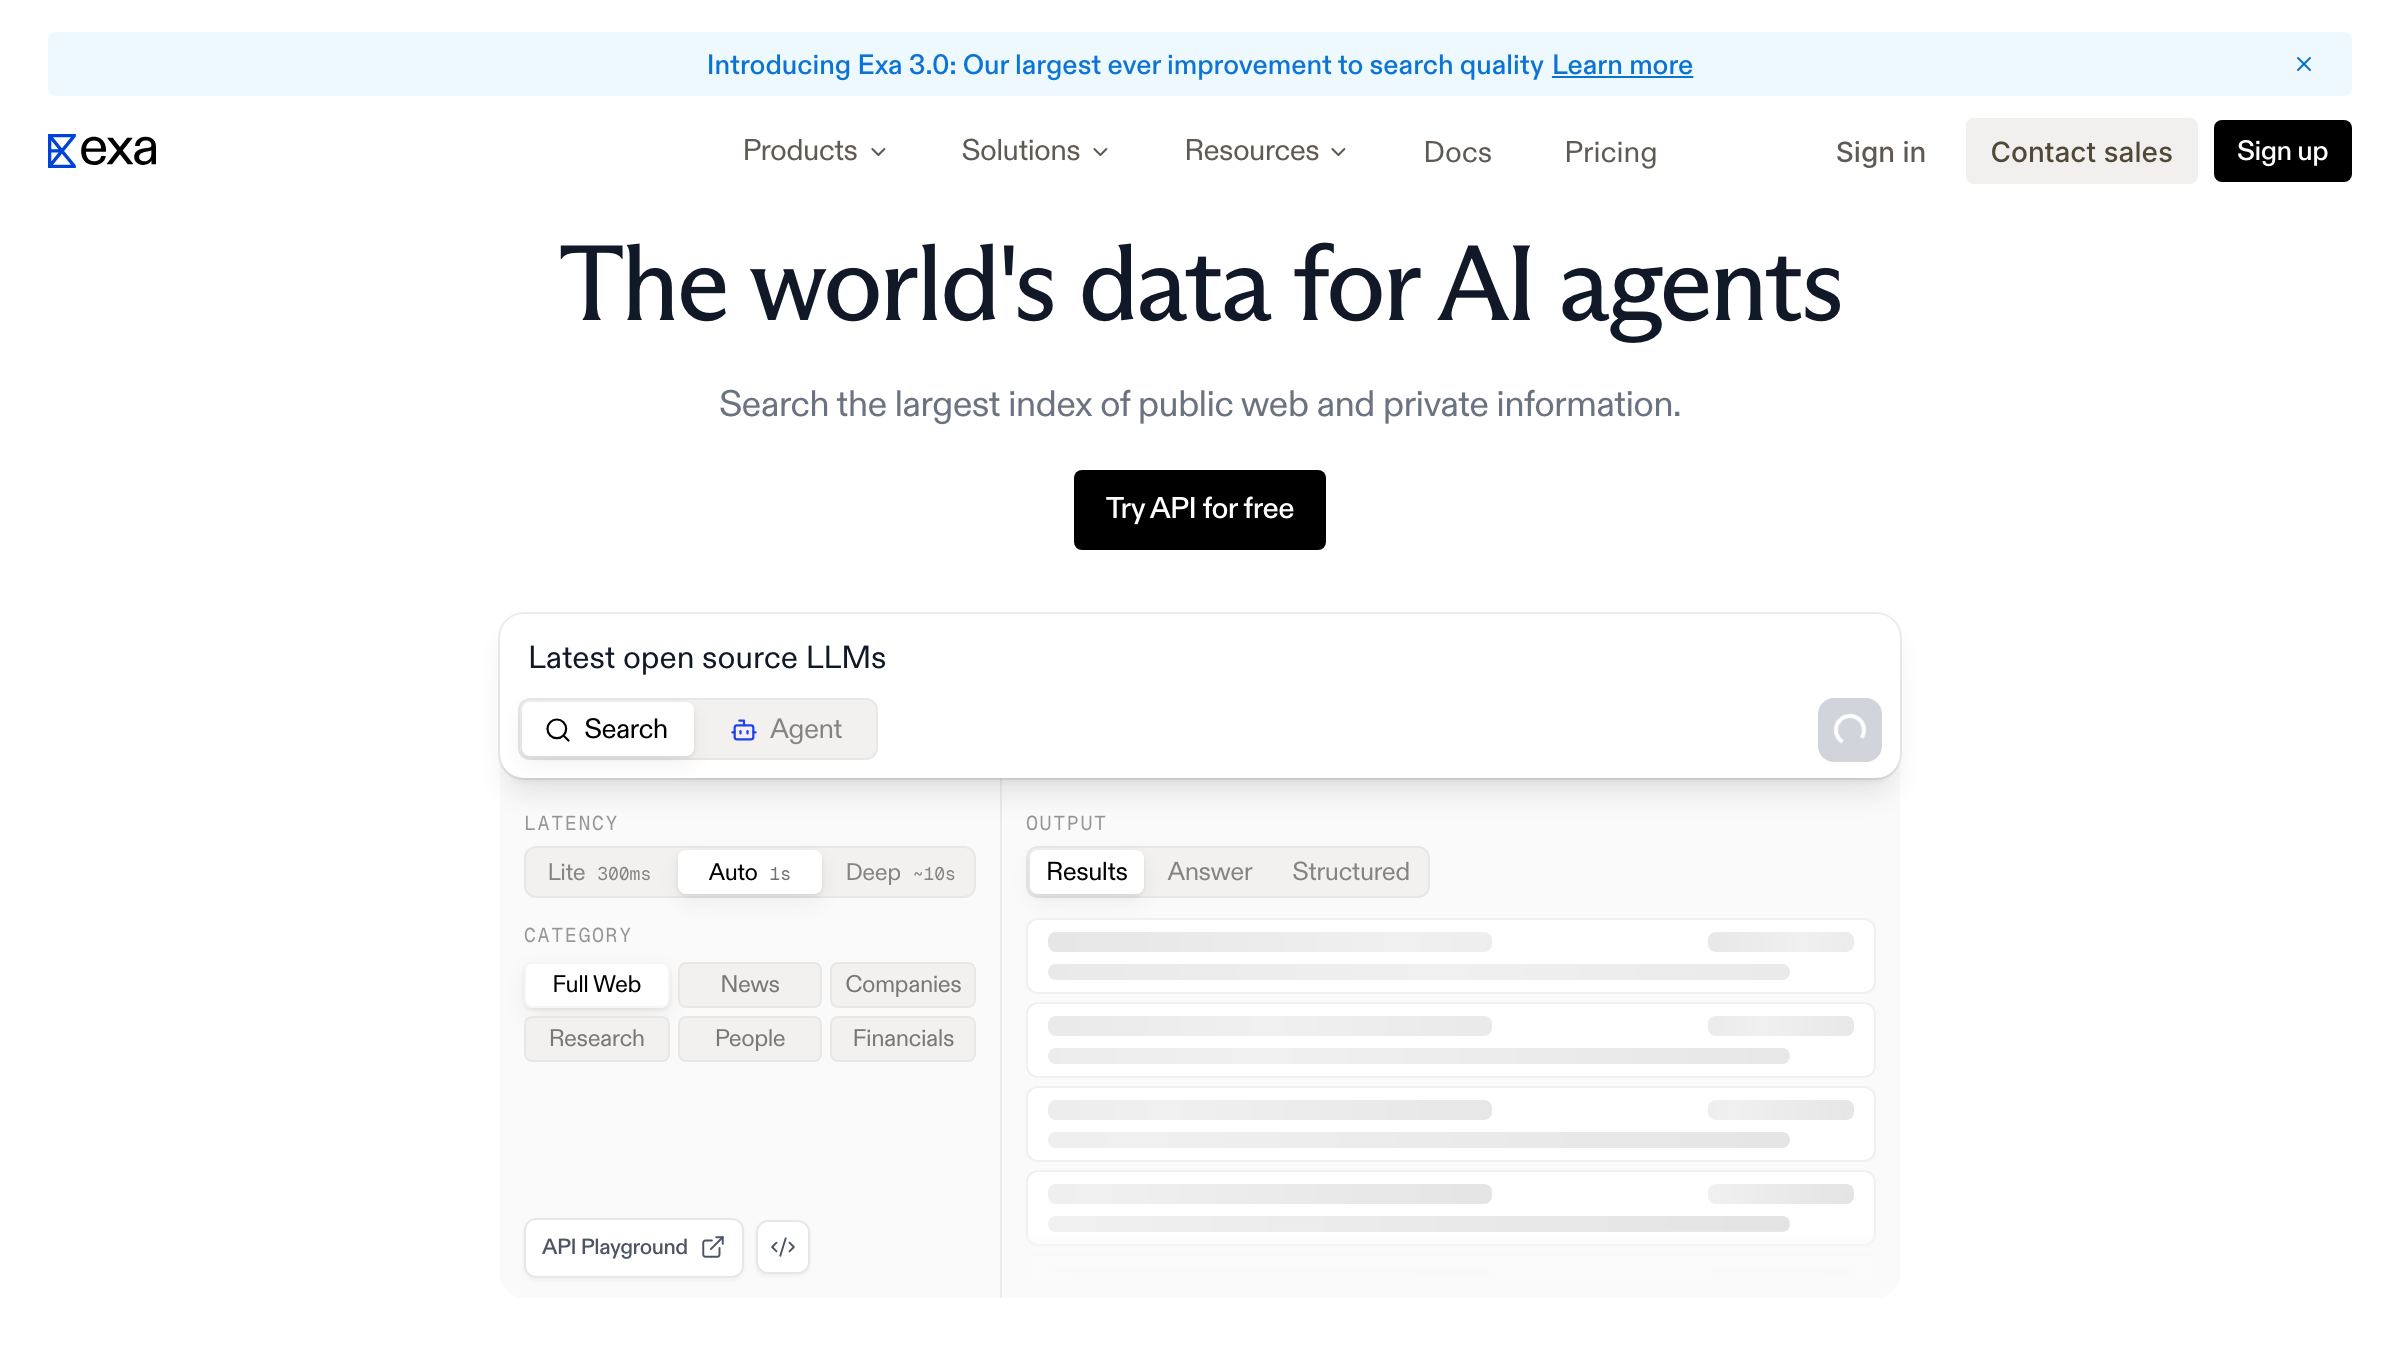 Introducing Exa 3.0: Our largest ever improvement to search quality Learn more
exa
Products
Solutions
Resources
Docs
Pricing
Sign in
Contact sales
Sign up
The world's data for AI agents
Search the largest index of public web and private information.
Try API for free
Latest open source LLMs
Search
Agent
LATENCY
Lite 300ms
Auto 1s
Deep ~10s
CATEGORY
Full Web
News
Companies
Research
People
Financials
API Playground
</>
OUTPUT
Results
Answer
Structured